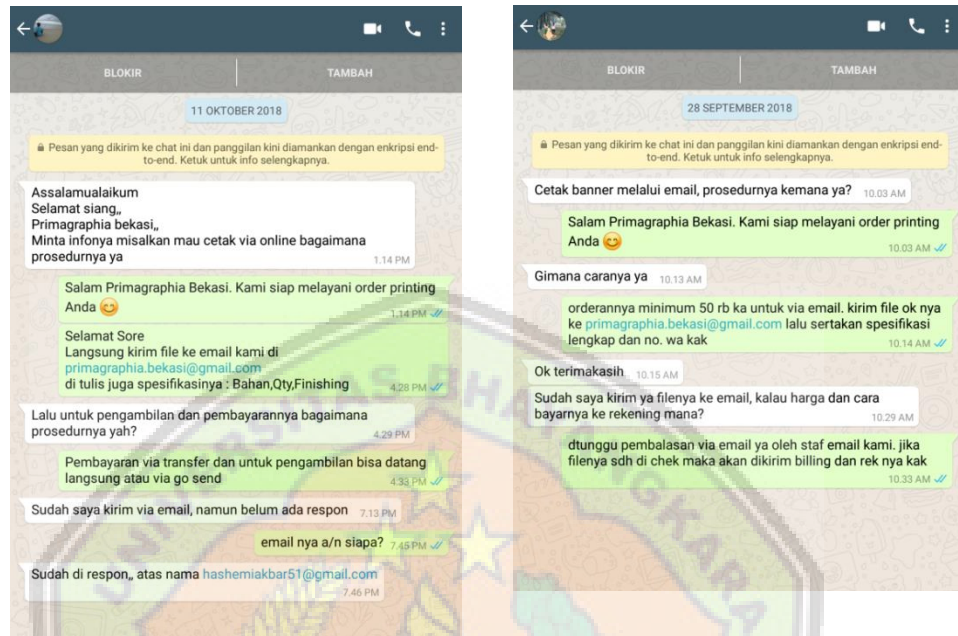 BLOKIR
TAMBAH
11 OKTOBER 2018
Pesan yang dikirim ke chat ini dan panggilan kini diamankan dengan enkripsi end-
to-end. Ketuk untuk info selengkapnya.
Assalamualaikum
Selamat siang,,
Primagraphia bekasi,,
Minta infonya misalkan mau cetak via online bagaimana
prosedurnya ya
1.14 PM
Salam Primagraphia Bekasi. Kami siap melayani order printing
Anda 😊
1.14 PM
Selamat Sore
Langsung kirim file ke email kami di
primagraphia.bekasi@gmail.com
di tulis juga spesifikasinya : Bahan,Qty,Finishing
4.28 PM
Lalu untuk pengambilan dan pembayarannya bagaimana
prosedurnya yah?
4.29 PM
Pembayaran via transfer dan untuk pengambilan bisa datang
langsung atau via go send
4.33 PM
Sudah saya kirim via email, namun belum ada respon 7.13 PM
email nya a/n siapa? 7.45 PM
Sudah di respon,, atas nama hashemiakbar51@gmail.com
7.46 PM
BLOKIR
TAMBAH
28 SEPTEMBER 2018
Pesan yang dikirim ke chat ini dan panggilan kini diamankan dengan enkripsi end-
to-end. Ketuk untuk info selengkapnya.
Cetak banner melalui email, prosedurnya kemana ya? 10.03 AM
Salam Primagraphia Bekasi. Kami siap melayani order printing
Anda 😊
10.03 AM
Gimana caranya ya 10.13 AM
orderannya minimum 50 rb ka untuk via email. kirim file ok nya
ke primagraphia.bekasi@gmail.com lalu sertakan spesifikasi
lengkap dan no. wa kak
10.14 AM
Ok terimakasih 10.15 AM
Sudah saya kirim ya filenya ke email, kalau harga dan cara
bayarnya ke rekening mana?
10.29 AM
dtunggu pembalasan via email ya oleh staf email kami. jika
filenya sdh di chek maka akan dikirim billing dan rek nya kak
10.33 AM
UNIVERSITAS BHAYANGKARA